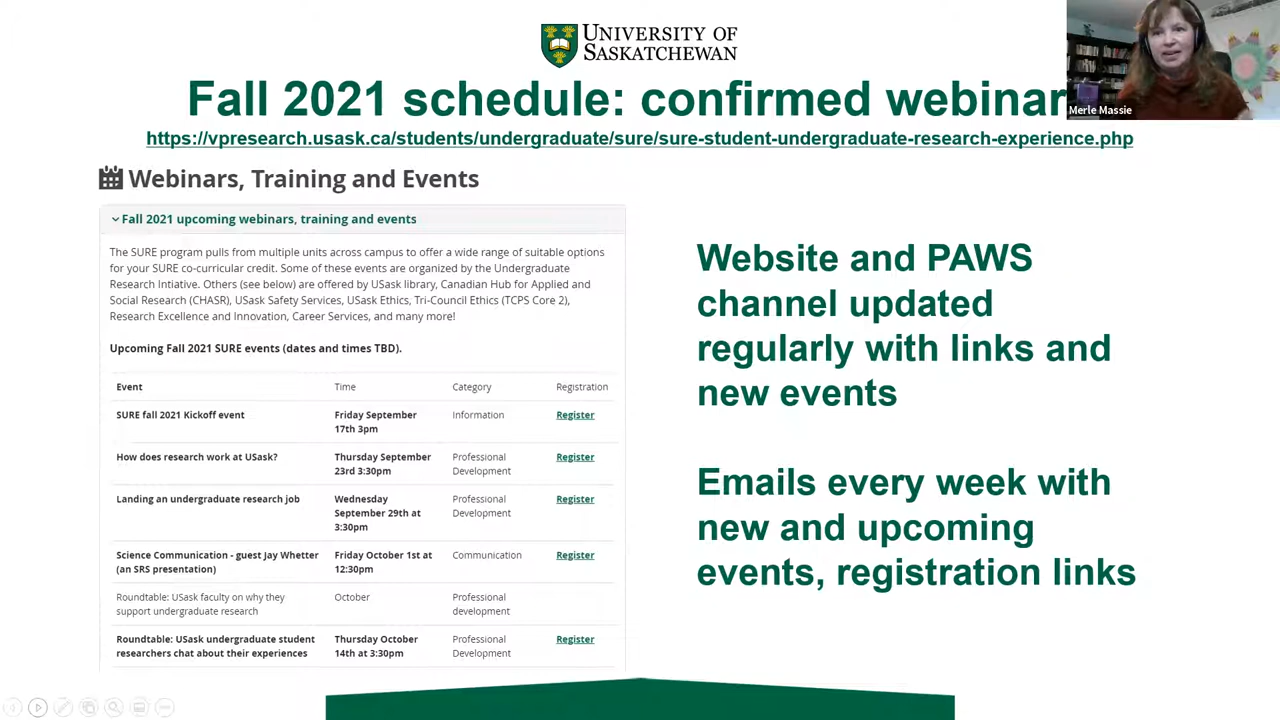 UNIVERSITY OF
SASKATCHEWAN
Fall 2021 schedule: confirmed webinar
Merle Massie
https://vpresearch.usask.ca/students/undergraduate/sure/sure-student-undergraduate-research-experience.php
Webinars, Training and Events
Fall 2021 upcoming webinars, training and events
The SURE program pulls from multiple units across campus to offer a wide range of suitable options
for your SURE co-curricular credit. Some of these events are organized by the Undergraduate
Research Intiative. Others (see below) are offered by USask library, Canadian Hub for Applied and
Social Research (CHASR), USask Safety Services, USask Ethics, Tri-Council Ethics (TCPS Core 2),
Research Excellence and Innovation, Career Services, and many more!
Upcoming Fall 2021 SURE events (dates and times TBD).
Event Time Category Registration
SURE fall 2021 Kickoff event Friday September Information Register
17th 3pm
How does research work at USask? Thursday September Professional Register
23rd 3:30pm Development
Landing an undergraduate research job Wednesday Professional Register
September 29th at Development
3:30pm
Science Communication - guest Jay Whetter Friday October 1st at Communication Register
(an SRS presentation) 12:30pm
Roundtable: USask faculty on why they October Professional
support undergraduate research development
Roundtable: USask undergraduate student Thursday October Professional Register
researchers chat about their experiences 14th at 3:30pm Development
Website and PAWS
channel updated
regularly with links and
new events
Emails every week with
new and upcoming
events, registration links